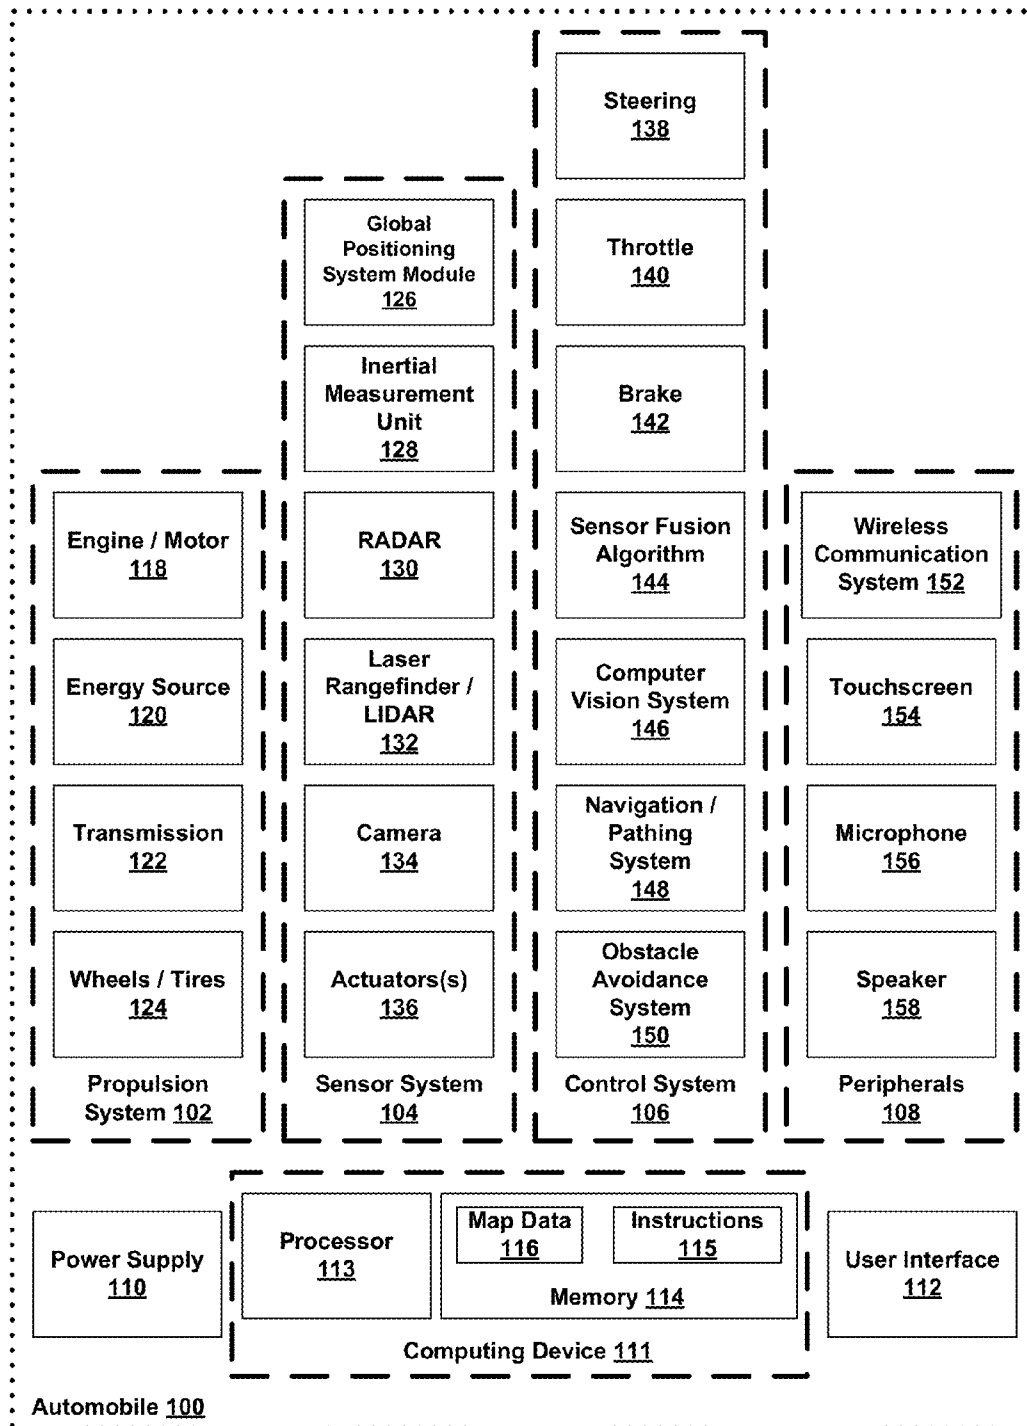 Steering
138
Throttle
140
Brake
142
Sensor Fusion
Algorithm
144
Computer
Vision System
146
Navigation /
Pathing
System
148
Obstacle
Avoidance
System
150
Control System
106
Global
Positioning
System Module
126
Inertial
Measurement
Unit
128
RADAR
130
Laser
Rangefinder /
LIDAR
132
Camera
134
Actuators(s)
136
Sensor System
104
Engine / Motor
118
Energy Source
120
Transmission
122
Wheels / Tires
124
Propulsion
System 102
Wireless
Communication
System 152
Touchscreen
154
Microphone
156
Speaker
158
Peripherals
108
Power Supply
110
Processor
113
Map Data
116
Instructions
115
Memory 114
Computing Device 111
User Interface
112
Automobile 100